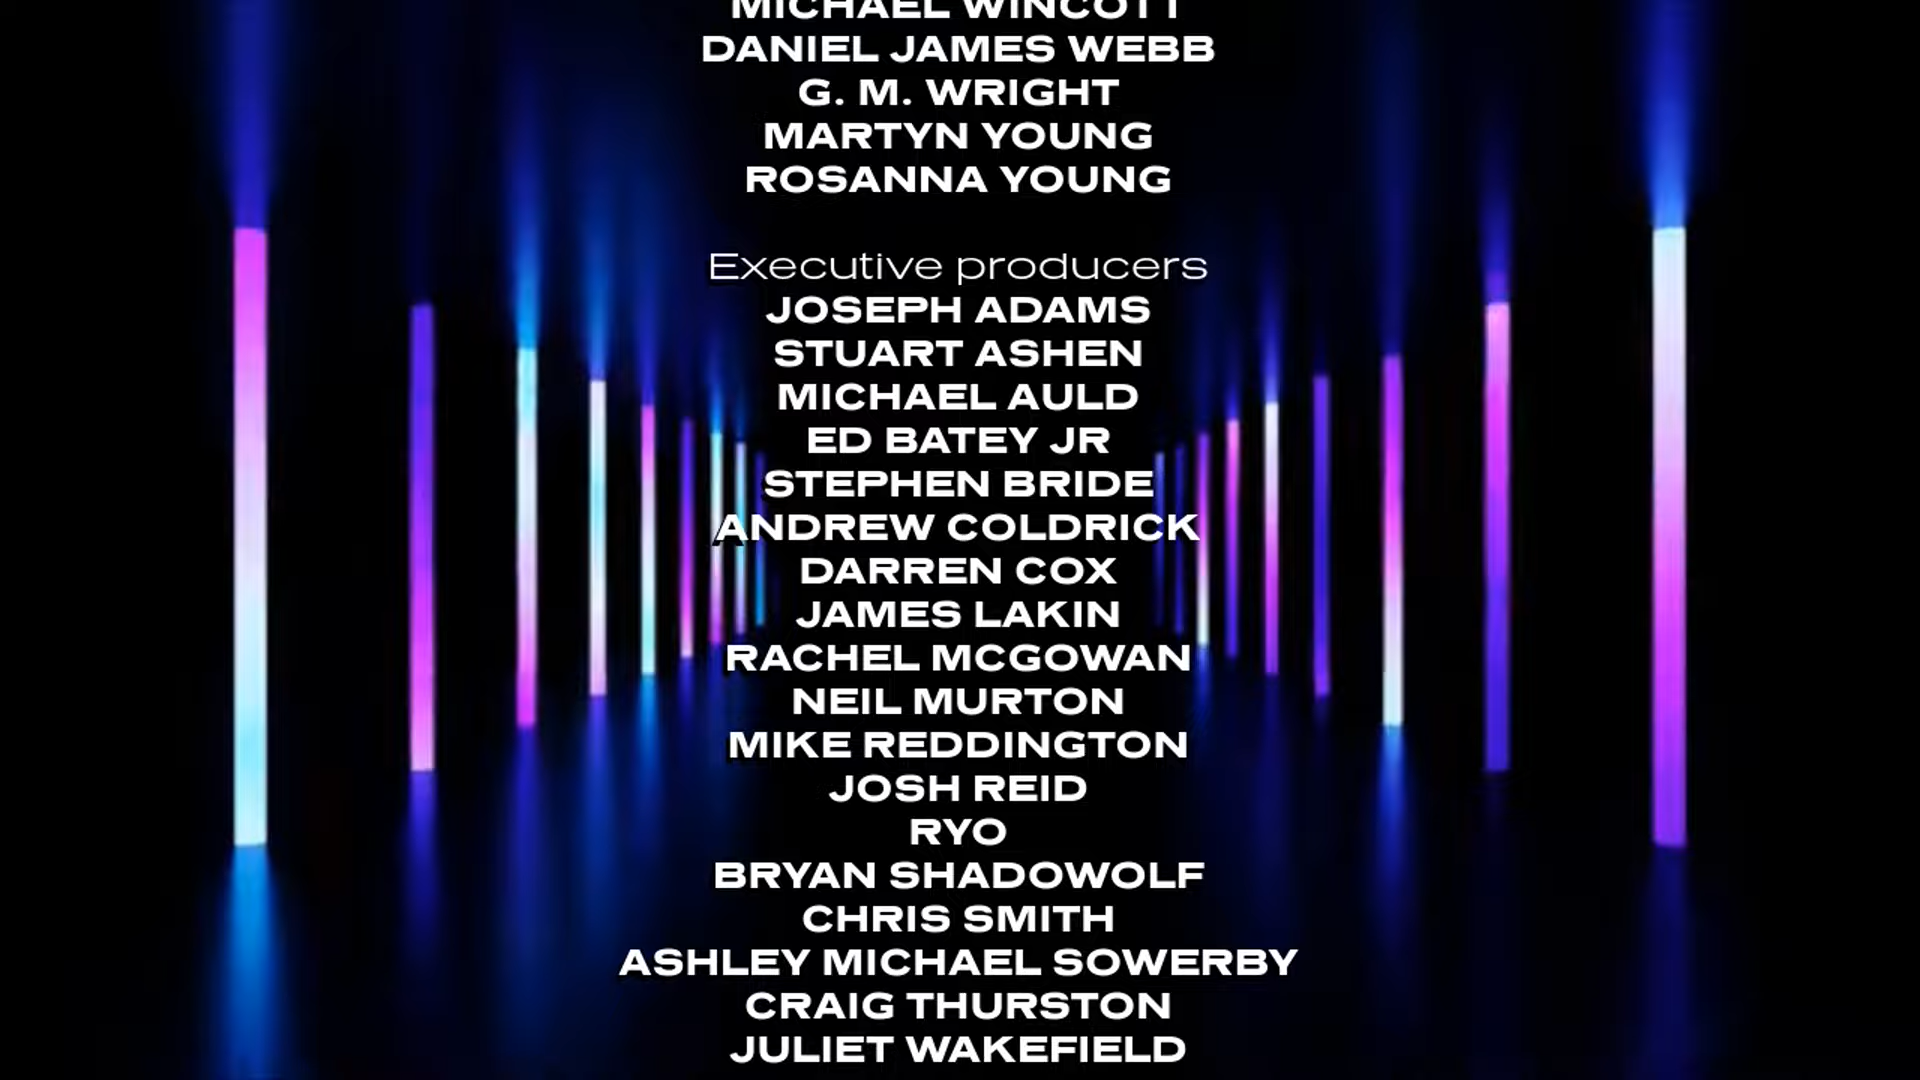 MICHAEL WINCOTT
DANIEL JAMES WEBB
G. M. WRIGHT
MARTYN YOUNG
ROSANNA YOUNG
Executive producers
JOSEPH ADAMS
STUART ASHEN
MICHAEL AULD
ED BATEY JR
STEPHEN BRIDE
ANDREW COLDRICK
DARREN COX
JAMES LAKIN
RACHEL MCGOWAN
NEIL MURTON
MIKE REDDINGTON
JOSH REID
RYO
BRYAN SHADOWOLF
CHRIS SMITH
ASHLEY MICHAEL SOWERBY
CRAIG THURSTON
JULIET WAKEFIELD